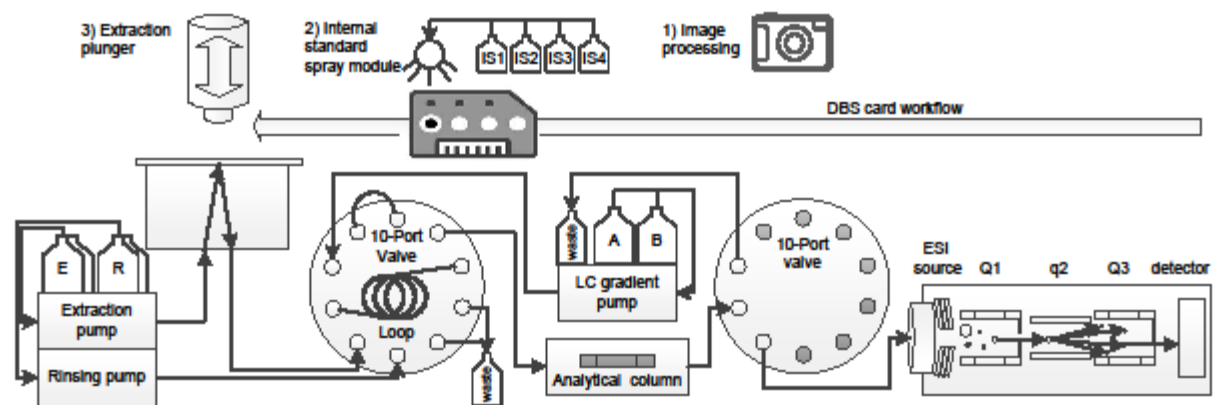 3) Extraction
plunger
2) Internal
standard
spray module
IS1 IS2 IS3 IS4
1) Image
processing
DBS card workflow
E R
Extraction
pump
Rinsing pump
10-Port
Valve
Loop
waste
waste
A B
LC gradient
pump
Analytical column
10-Port
valve
ESI
source
Q1 q2 Q3 detector